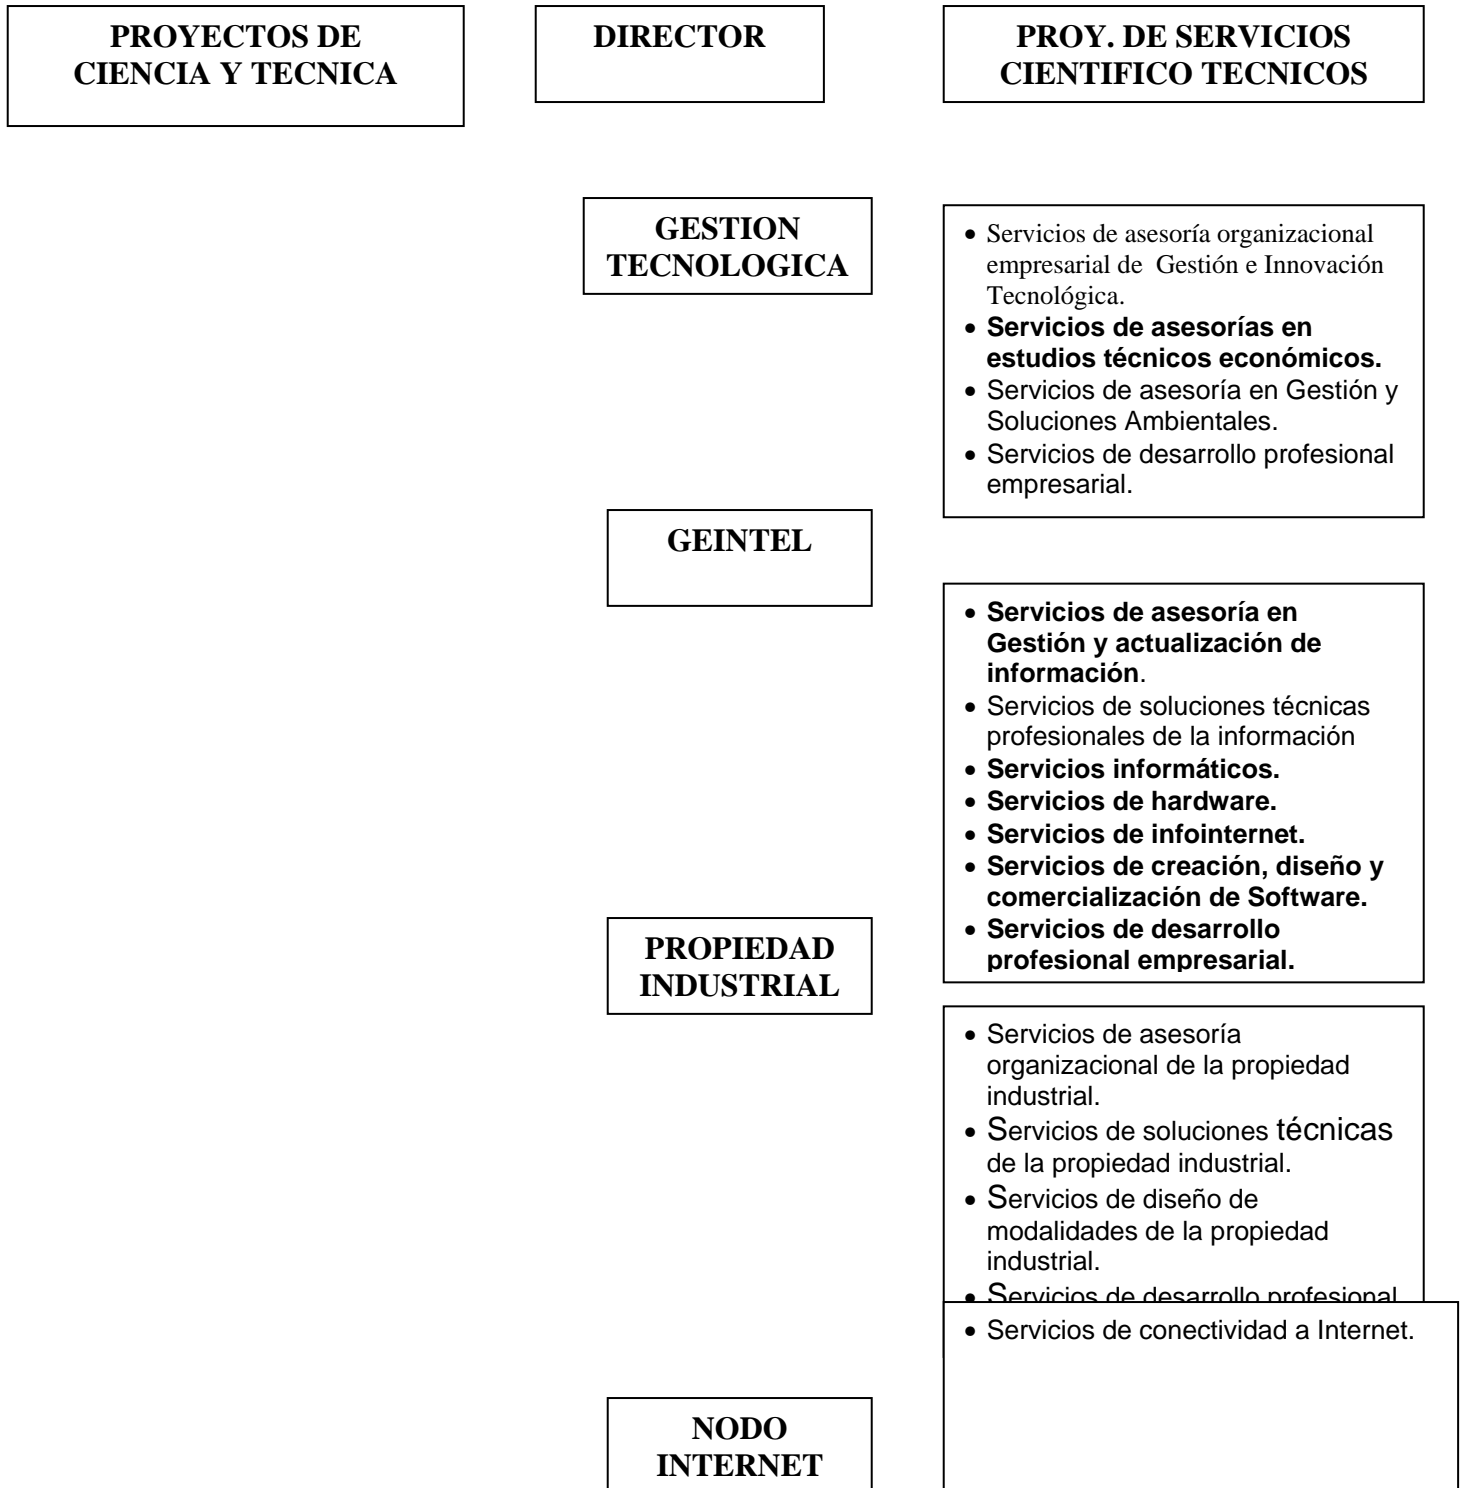 PROYECTOS DE
CIENCIA Y TECNICA
DIRECTOR
PROY. DE SERVICIOS
CIENTIFICO TECNICOS
GESTION
TECNOLOGICA
• Servicios de asesoría organizacional
empresarial de Gestión e Innovación
Tecnológica.
• Servicios de asesorías en
estudios técnicos económicos.
• Servicios de asesoría en Gestión y
Soluciones Ambientales.
• Servicios de desarrollo profesional
empresarial.
GEINTEL
• Servicios de asesoría en
Gestión y actualización de
información.
• Servicios de soluciones técnicas
profesionales de la información
• Servicios informáticos.
• Servicios de hardware.
• Servicios de infointernet.
• Servicios de creación, diseño y
comercialización de Software.
• Servicios de desarrollo
profesional empresarial.
PROPIEDAD
INDUSTRIAL
• Servicios de asesoría
organizacional de la propiedad
industrial.
• Servicios de soluciones técnicas
de la propiedad industrial.
• Servicios de diseño de
modalidades de la propiedad
industrial.
• Servicios de desarrollo profesional
• Servicios de conectividad a Internet.
NODO
INTERNET